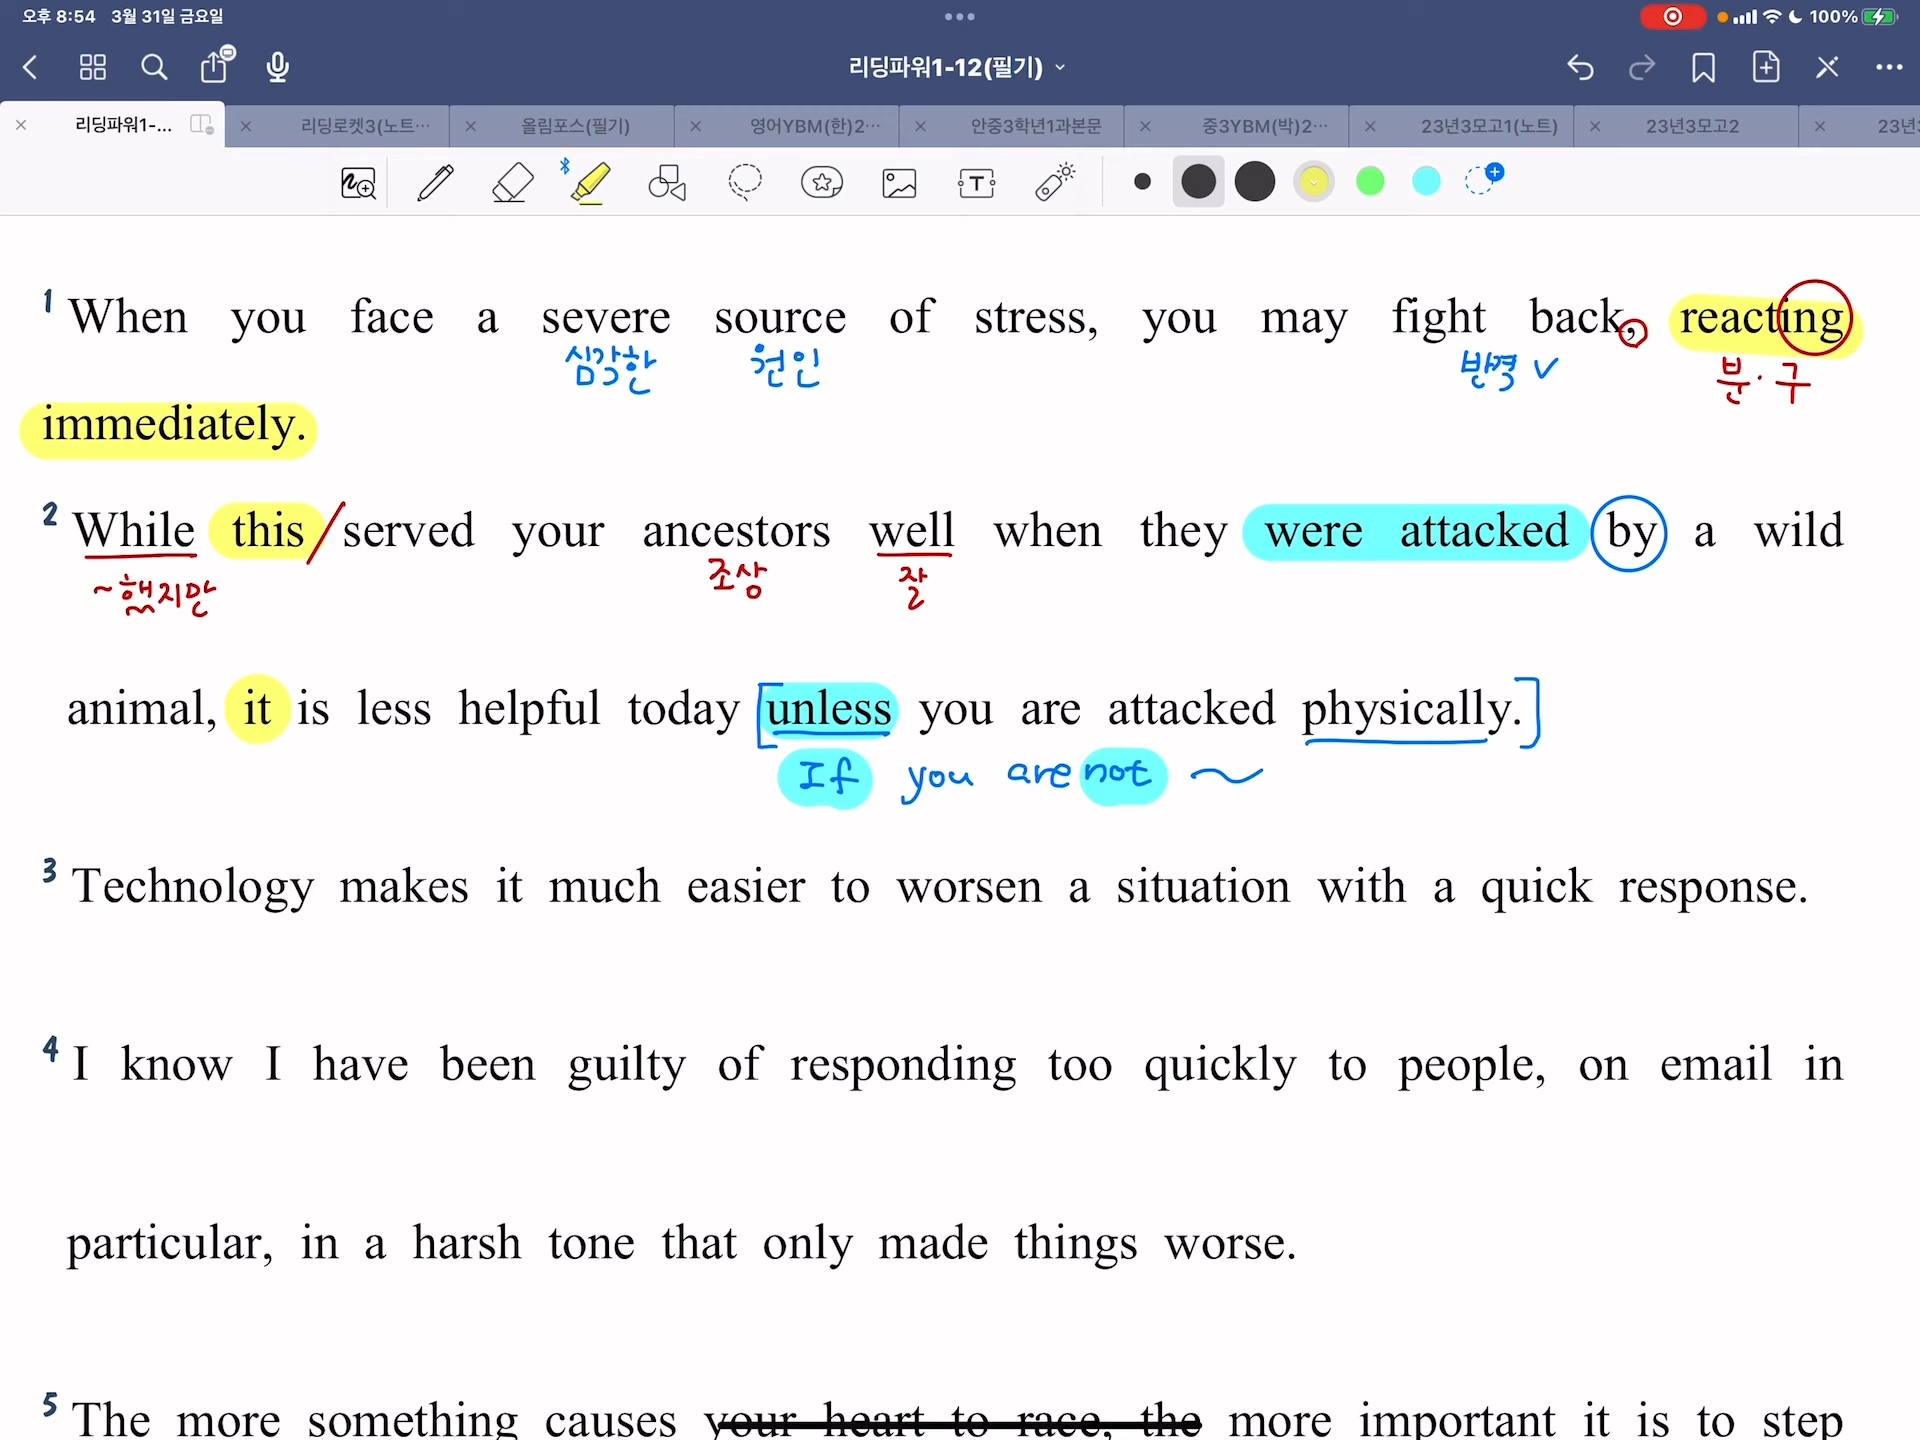 오후 8:54 3월 31일 금요일
100%
리딩파워1-12(필기)
리딩파워1-... 리딩로켓3(노트... 올림포스(필기) 영어YBM(한)2... 안중3학년1과본문 중3YBM(박)2... 23년3모고1(노트) 23년3모고2 23년
1 When you face a severe source of stress, you may fight back, reacting
심각한 원인 반격 v 분·구
immediately.
2 While this / served your ancestors well when they were attacked by a wild
~했지만 조상 잘
animal, it is less helpful today [unless you are attacked physically.]
If you are not ~
3 Technology makes it much easier to worsen a situation with a quick response.
4 I know I have been guilty of responding too quickly to people, on email in
particular, in a harsh tone that only made things worse.
5 The more something causes your heart to race, the more important it is to step